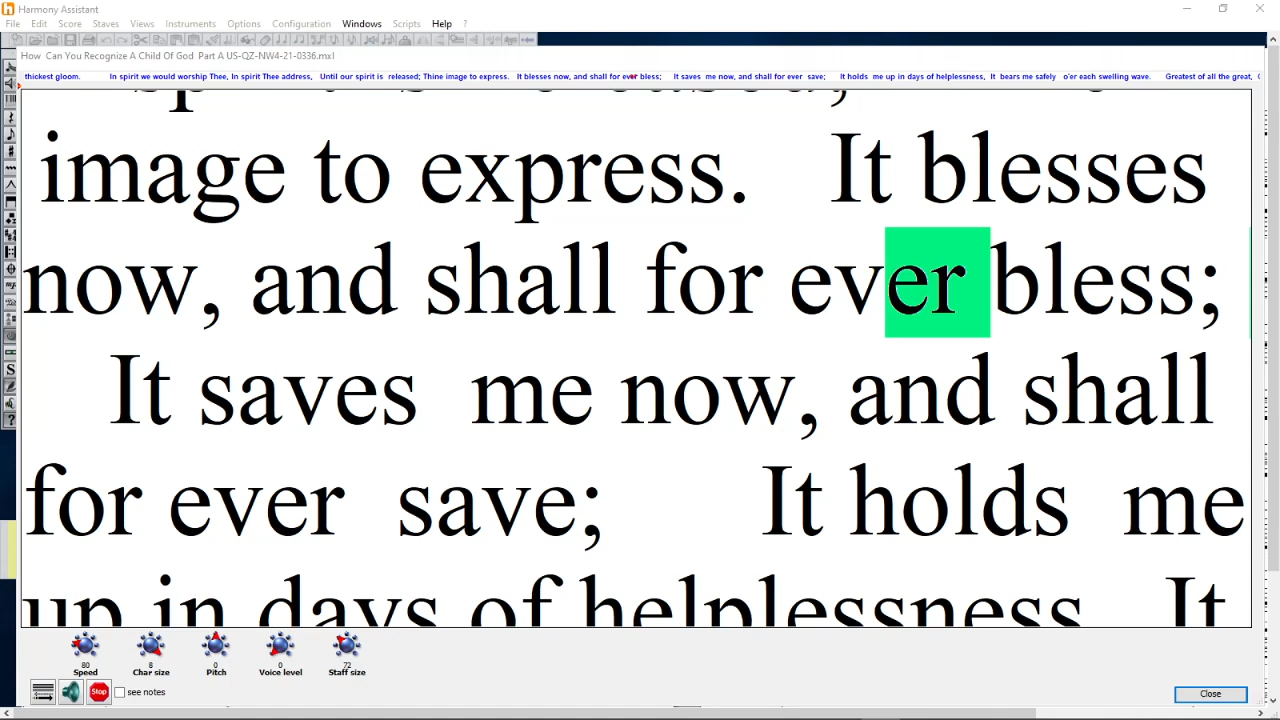 Harmony Assistant
File Edit Score Staves Views Instruments Options Configuration Windows Scripts Help ?
How Can You Recognize A Child Of God Part A US-QZ-NW4-21-0336.mxl
thickest gloom. In spirit we would worship Thee, In spirit Thee address, Until our spirit is released; Thine image to express. It blesses now, and shall for ever bless; It saves me now, and shall for ever save; It holds me up in days of helplessness, It bears me safely o'er each swelling wave. Greatest of all the great,
image to express. It blesses
now, and shall for ever bless;
It saves me now, and shall
for ever save; It holds me
up in days of helplessness It
80 8 0 0 72
Speed Char size Pitch Voice level Staff size
Stop see notes Close